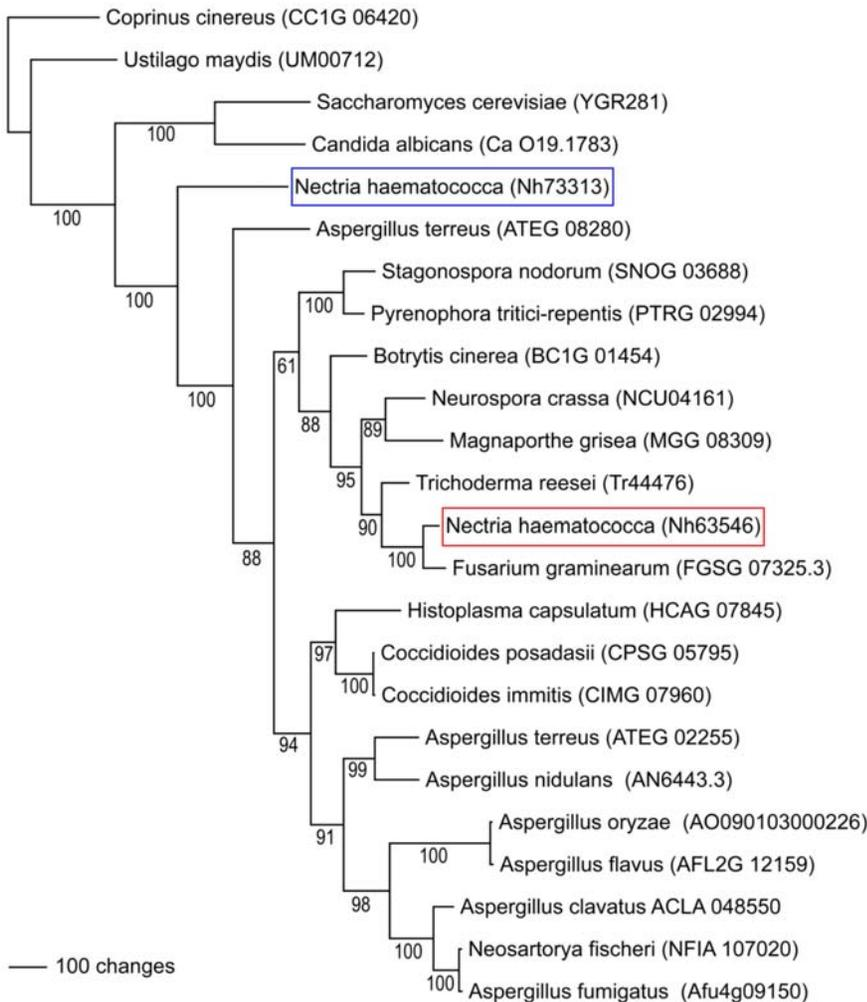 Coprinus cinereus (CC1G 06420)
Ustilago maydis (UM00712)
Saccharomyces cerevisiae (YGR281)
100
Candida albicans (Ca O19.1783)
Nectria haematococca (Nh73313)
100
Aspergillus terreus (ATEG 08280)
Stagonospora nodorum (SNOG 03688)
100
100
Pyrenophora tritici-repentis (PTRG 02994)
Botrytis cinerea (BC1G 01454)
61
Neurospora crassa (NCU04161)
100
88
89
Magnaporthe grisea (MGG 08309)
95
Trichoderma reesei (Tr44476)
90
Nectria haematococca (Nh63546)
88
100
Fusarium graminearum (FGSG 07325.3)
Histoplasma capsulatum (HCAG 07845)
97
Coccidioides posadasii (CPSG 05795)
100
Coccidioides immitis (CIMG 07960)
94
Aspergillus terreus (ATEG 02255)
99
Aspergillus nidulans (AN6443.3)
Aspergillus oryzae (AO090103000226)
91
100
Aspergillus flavus (AFL2G 12159)
98
Aspergillus clavatus ACLA 048550
100
Neosartorya fischeri (NFIA 107020)
100 changes
100
Aspergillus fumigatus (Afu4g09150)